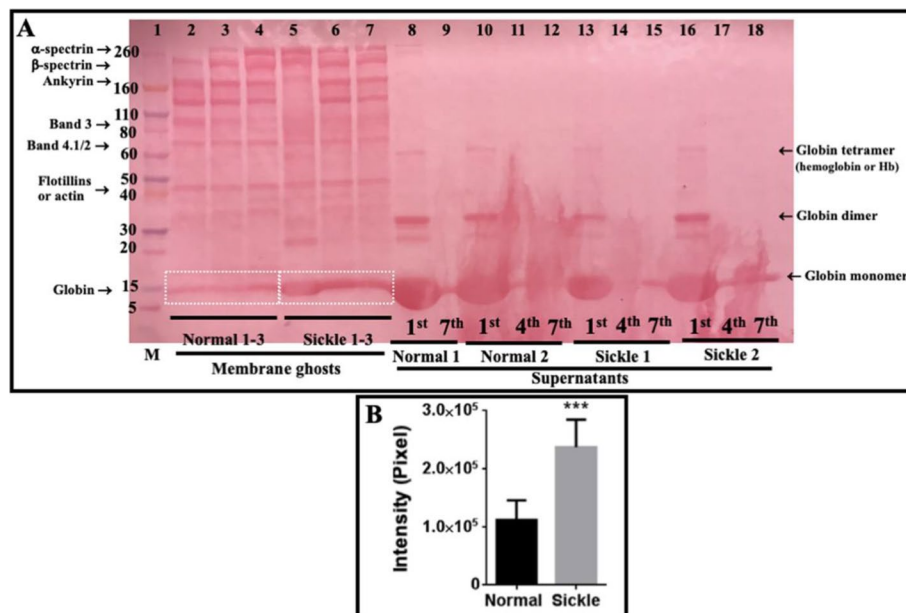 A
1 2 3 4 5 6 7 8 9 10 11 12 13 14 15 16 17 18
α-spectrin →
β-spectrin →
Ankyrin →
Band 3 →
Band 4.1/2 →
Flotillins →
or actin
Globin →
260
160
110
80
60
50
40
30
20
15
5
← Globin tetramer
(hemoglobin or Hb)
← Globin dimer
← Globin monomer
1st 7th 1st 4th 7th 1st 4th 7th 1st 4th 7th
M Normal 1-3 Sickle 1-3 Normal 1 Normal 2 Sickle 1 Sickle 2
Membrane ghosts Supernatants
B
***
Intensity (Pixel)
3.0×10⁵
2.0×10⁵
1.0×10⁵
0
Normal Sickle